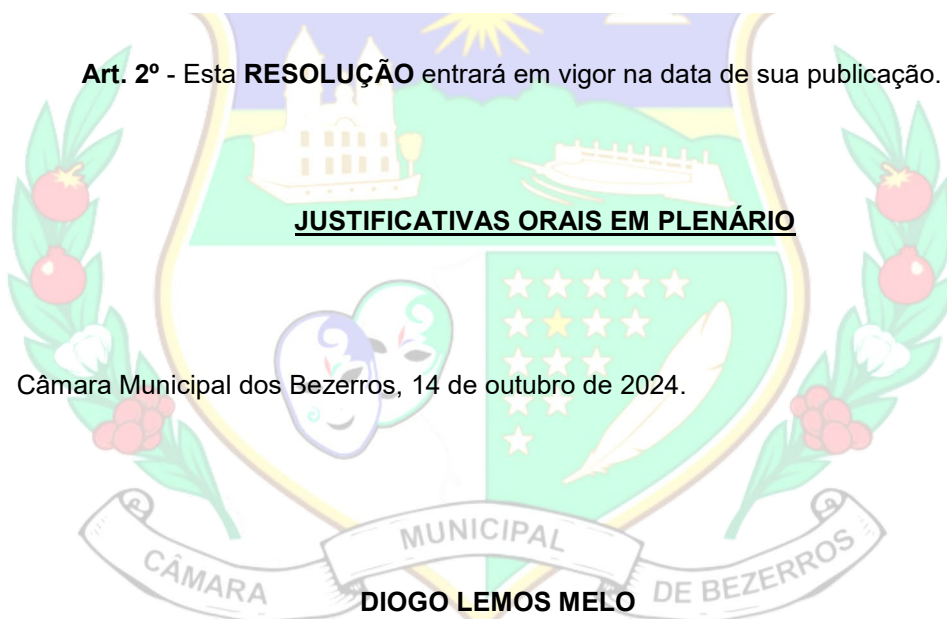 Art. 2º - Esta RESOLUÇÃO entrará em vigor na data de sua publicação.
JUSTIFICATIVAS ORAIS EM PLENÁRIO
Câmara Municipal dos Bezerros, 14 de outubro de 2024.
CÂMARA MUNICIPAL DE BEZERROS
DIOGO LEMOS MELO